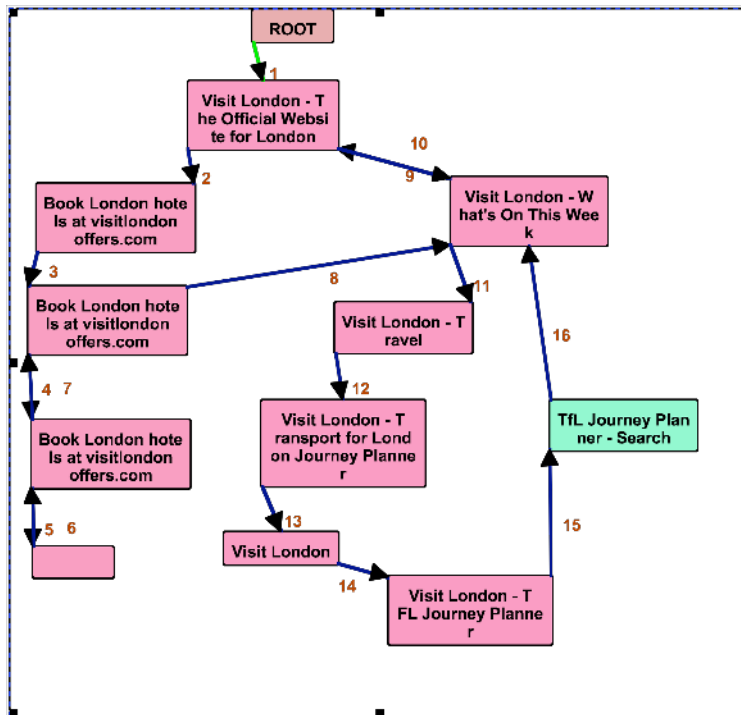 ROOT
1
Visit London - T
he Official Websi
te for London
10
2
9
Visit London - W
hat's On This Wee
k
Book London hote
ls at visitlondon
offers.com
3
8
11
Book London hote
ls at visitlondon
offers.com
Visit London - T
ravel
16
4 7
12
Visit London - T
ransport for Lond
on Journey Planne
r
TfL Journey Plan
ner - Search
Book London hote
ls at visitlondon
offers.com
5 6
13
15
Visit London
14
Visit London - T
FL Journey Planne
r